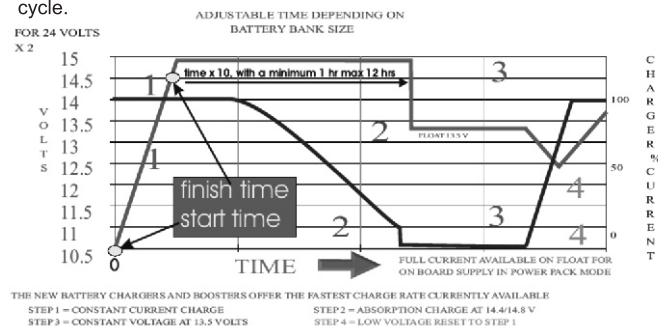 cycle.
ADJUSTABLE TIME DEPENDING ON
BATTERY BANK SIZE
FOR 24 VOLTS
X 2
15
14.5
14
13.5
13
12.5
12
11.5
11
10.5
VOLTS
1
time x 10, with a minimum 1 hr max 12 hrs
3
2
FLOAT 13.5 V
1
4
finish time
start time
2
3
4
100
50
0
CHARGER % CURRENT
0
TIME
FULL CURRENT AVAILABLE ON FLOAT FOR
ON BOARD SUPPLY IN POWER PACK MODE
THE NEW BATTERY CHARGERS AND BOOSTERS OFFER THE FASTEST CHARGE RATE CURRENTLY AVAILABLE
STEP 1 = CONSTANT CURRENT CHARGE
STEP 2 = ABSORPTION CHARGE AT 14.4/14.8 V
STEP 3 = CONSTANT VOLTAGE AT 13.5 VOLTS
STEP 4 = LOW VOLTAGE RESET TO STEP 1